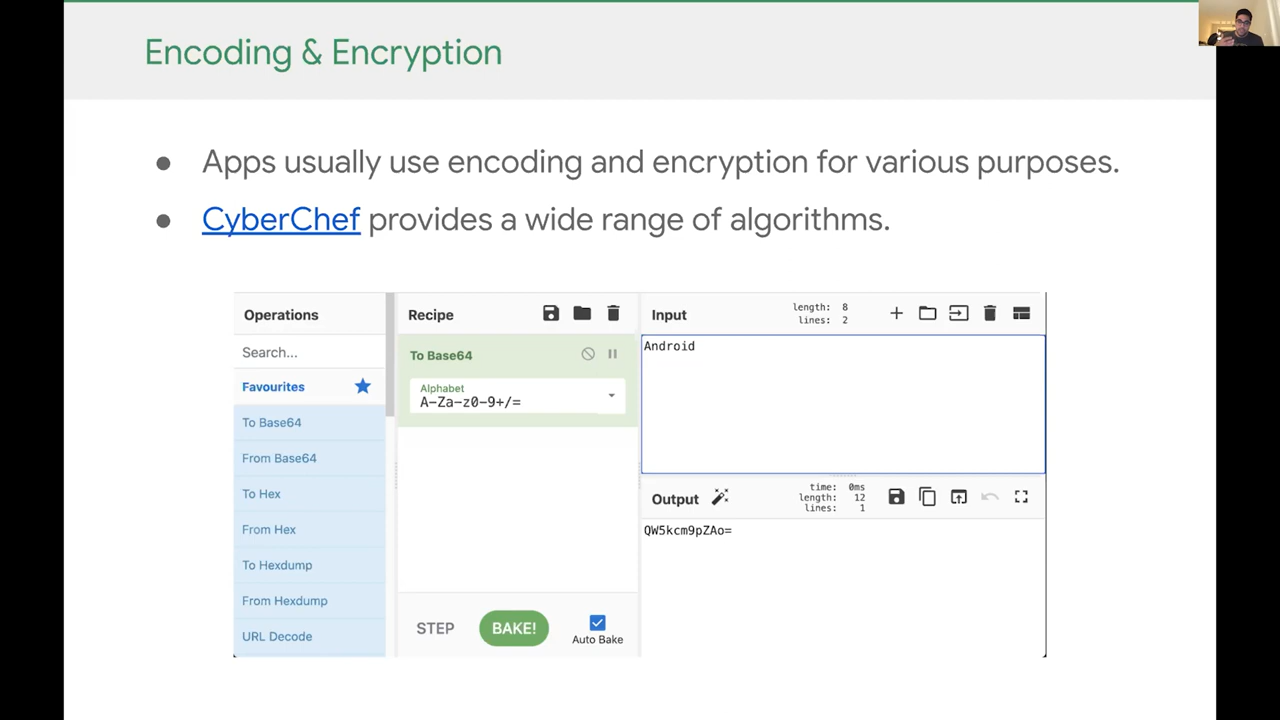 Encoding & Encryption
● Apps usually use encoding and encryption for various purposes.
● CyberChef provides a wide range of algorithms.
Operations
Search...
Favourites
To Base64
From Base64
To Hex
From Hex
To Hexdump
From Hexdump
URL Decode
Recipe
To Base64
Alphabet
A-Za-z0-9+/=
STEP
BAKE!
Auto Bake
Input
length: 8
lines: 2
Android
Output
time: 0ms
length: 12
lines: 1
QW5kcm9pZAo=